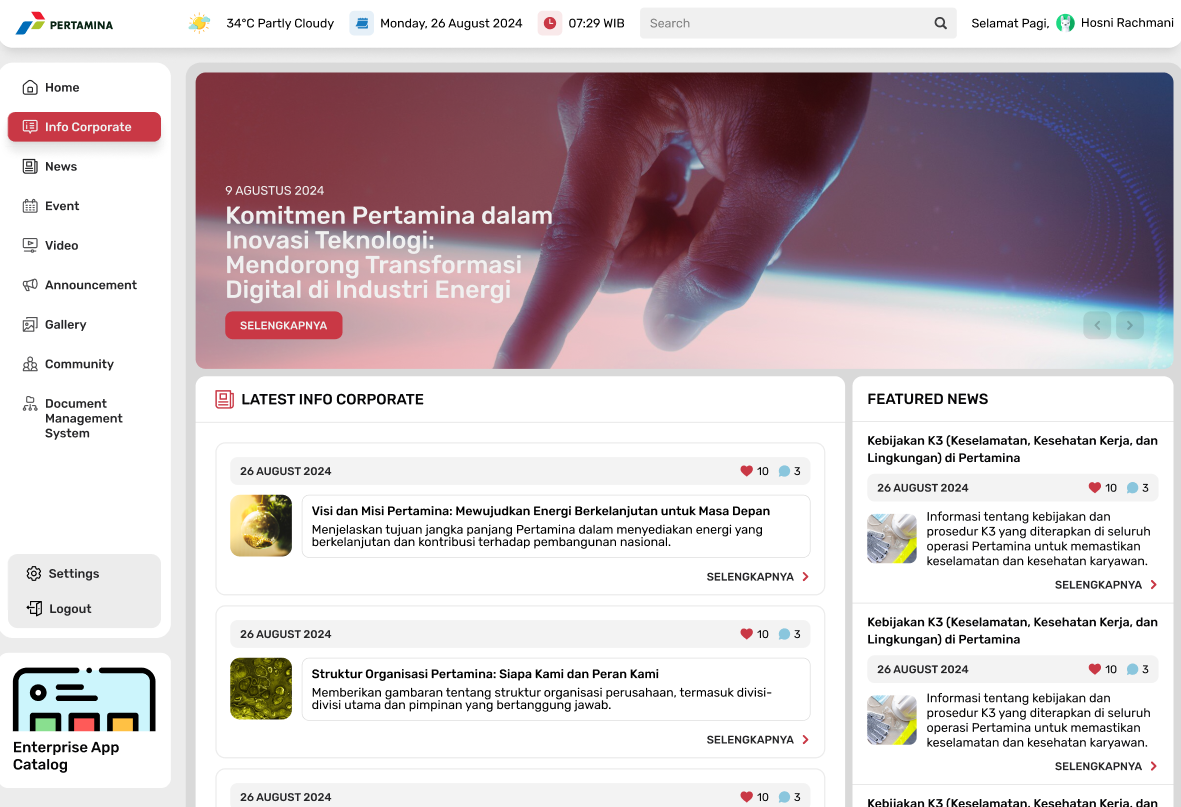 PERTAMINA
34°C Partly Cloudy
Monday, 26 August 2024
07:29 WIB
Search
Selamat Pagi,
Hosni Rachmani
Home
Info Corporate
News
Event
Video
Announcement
Gallery
Community
Document
Management
System
Settings
Logout
Enterprise App
Catalog
9 AGUSTUS 2024
Komitmen Pertamina dalam
Inovasi Teknologi:
Mendorong Transformasi
Digital di Industri Energi
SELENGKAPNYA
LATEST INFO CORPORATE
26 AUGUST 2024
10
3
Visi dan Misi Pertamina: Mewujudkan Energi Berkelanjutan untuk Masa Depan
Menjelaskan tujuan jangka panjang Pertamina dalam menyediakan energi yang
berkelanjutan dan kontribusi terhadap pembangunan nasional.
SELENGKAPNYA
26 AUGUST 2024
10
3
Struktur Organisasi Pertamina: Siapa Kami dan Peran Kami
Memberikan gambaran tentang struktur organisasi perusahaan, termasuk divisi-
divisi utama dan pimpinan yang bertanggung jawab.
SELENGKAPNYA
26 AUGUST 2024
10
3
FEATURED NEWS
Kebijakan K3 (Keselamatan, Kesehatan Kerja, dan
Lingkungan) di Pertamina
26 AUGUST 2024
10
3
Informasi tentang kebijakan dan
prosedur K3 yang diterapkan di seluruh
operasi Pertamina untuk memastikan
keselamatan dan kesehatan karyawan.
SELENGKAPNYA
Kebijakan K3 (Keselamatan, Kesehatan Kerja, dan
Lingkungan) di Pertamina
26 AUGUST 2024
10
3
Informasi tentang kebijakan dan
prosedur K3 yang diterapkan di seluruh
operasi Pertamina untuk memastikan
keselamatan dan kesehatan karyawan.
SELENGKAPNYA
Kebijakan K3 (Keselamatan, Kesehatan Kerja, dan